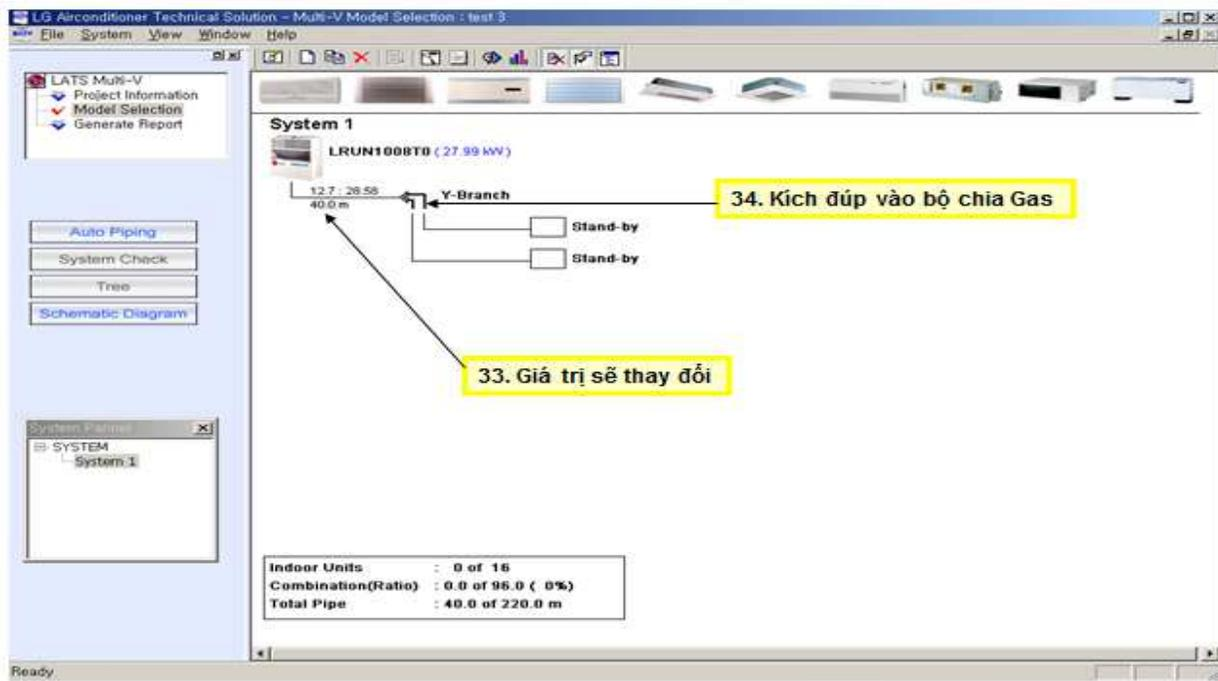 LG Airconditioner Technical Solution - Multi-V Model Selection : test 3
File System View Window Help
LATS Multi-V
Project Information
Model Selection
Generate Report
System 1
LRUN1008T0 ( 27.99 kW )
12.7 : 28.58
40.0 m
Y-Branch
34. Kích đúp vào bộ chia Gas
Stand-by
Stand-by
Auto Piping
System Check
Tree
Schematic Diagram
33. Giá trị sẽ thay đổi
System Pannel
SYSTEM
System 1
Indoor Units : 0 of 16
Combination(Ratio) : 0.0 of 96.0 ( 0%)
Total Pipe : 40.0 of 220.0 m
Ready